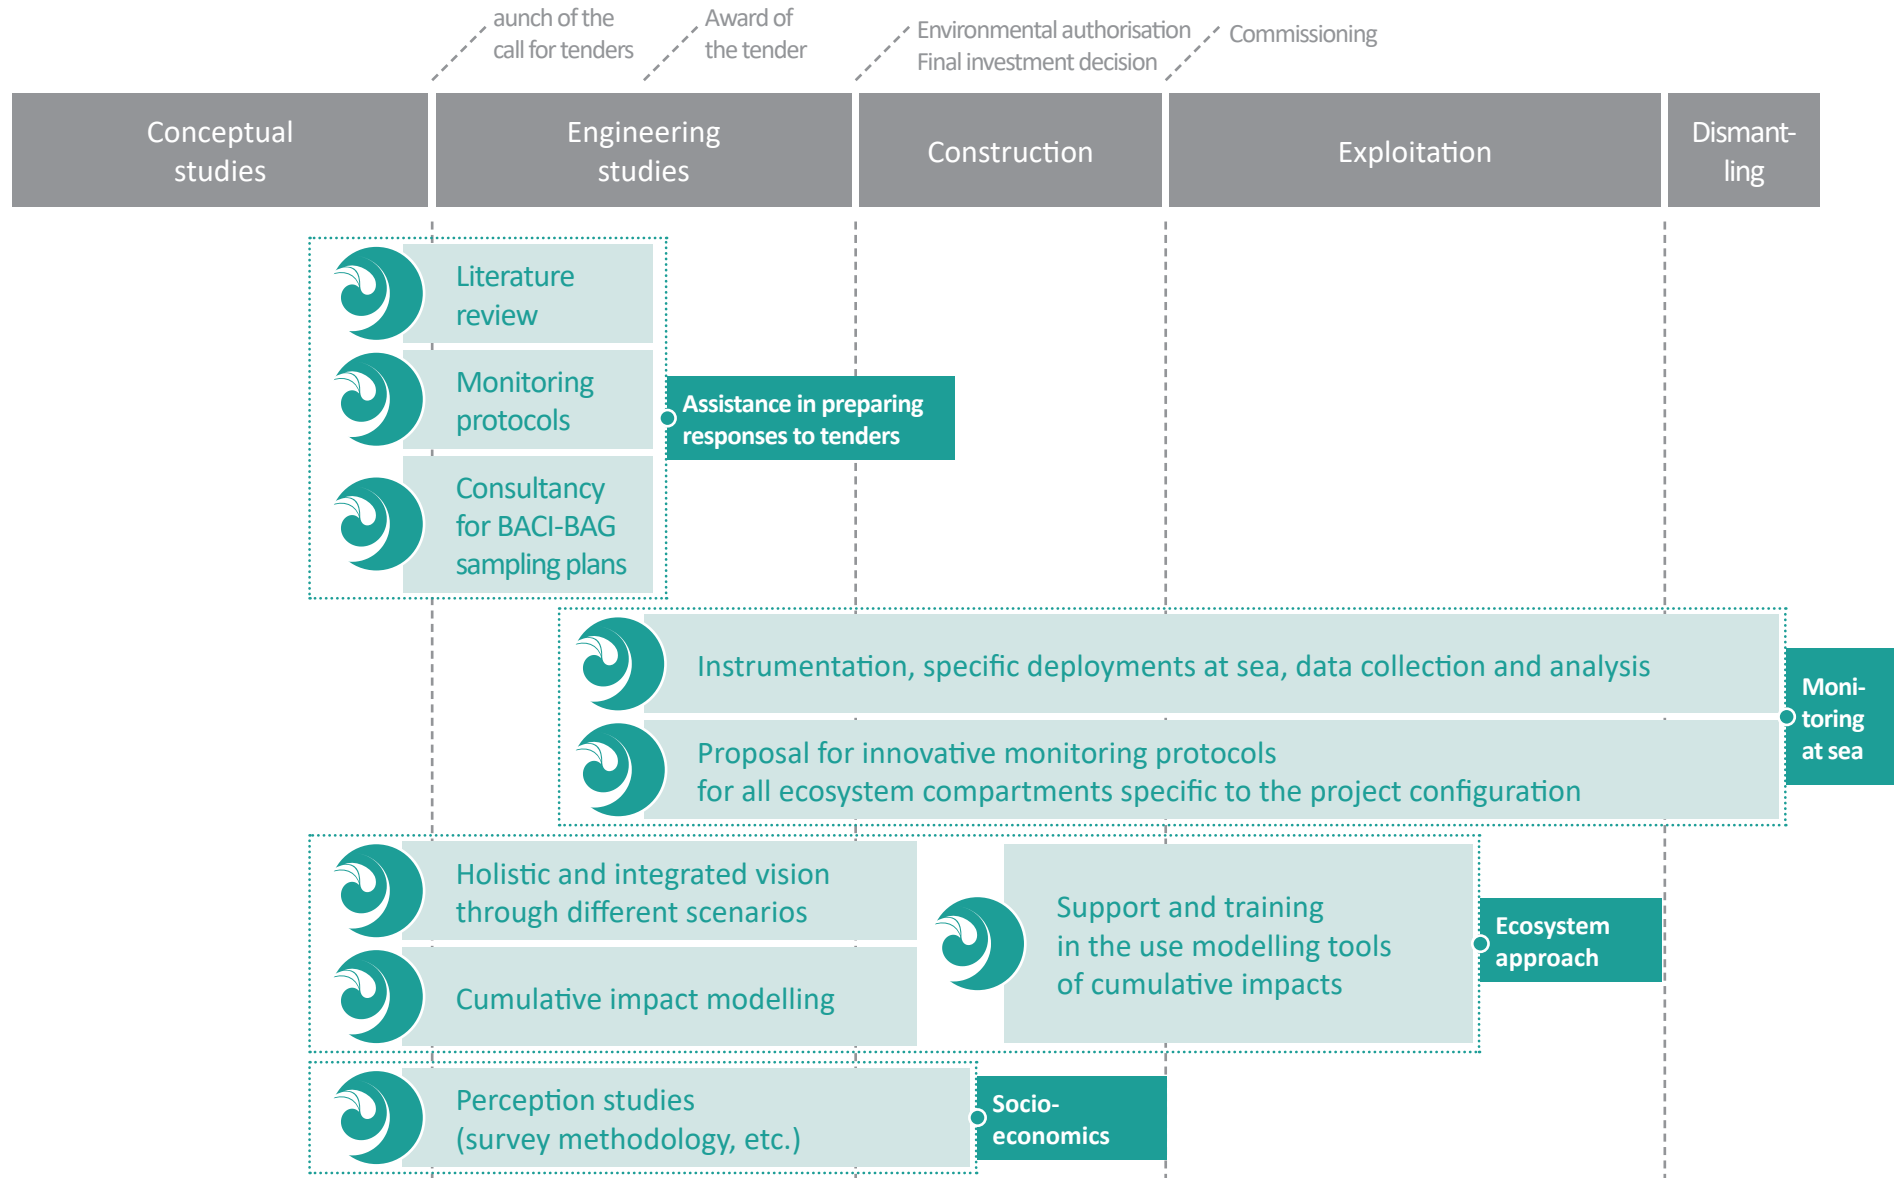 aunch of the
call for tenders
Award of
the tender
Environmental authorisation
Final investment decision
Commissioning
Conceptual
studies
Engineering
studies
Construction
Exploitation
Dismant-
ling
Literature
review
Monitoring
protocols
Consultancy
for BACI-BAG
sampling plans
Assistance in preparing
responses to tenders
Instrumentation, specific deployments at sea, data collection and analysis
Proposal for innovative monitoring protocols
for all ecosystem compartments specific to the project configuration
Moni-
toring
at sea
Holistic and integrated vision
through different scenarios
Cumulative impact modelling
Support and training
in the use modelling tools
of cumulative impacts
Ecosystem
approach
Perception studies
(survey methodology, etc.)
Socio-
economics